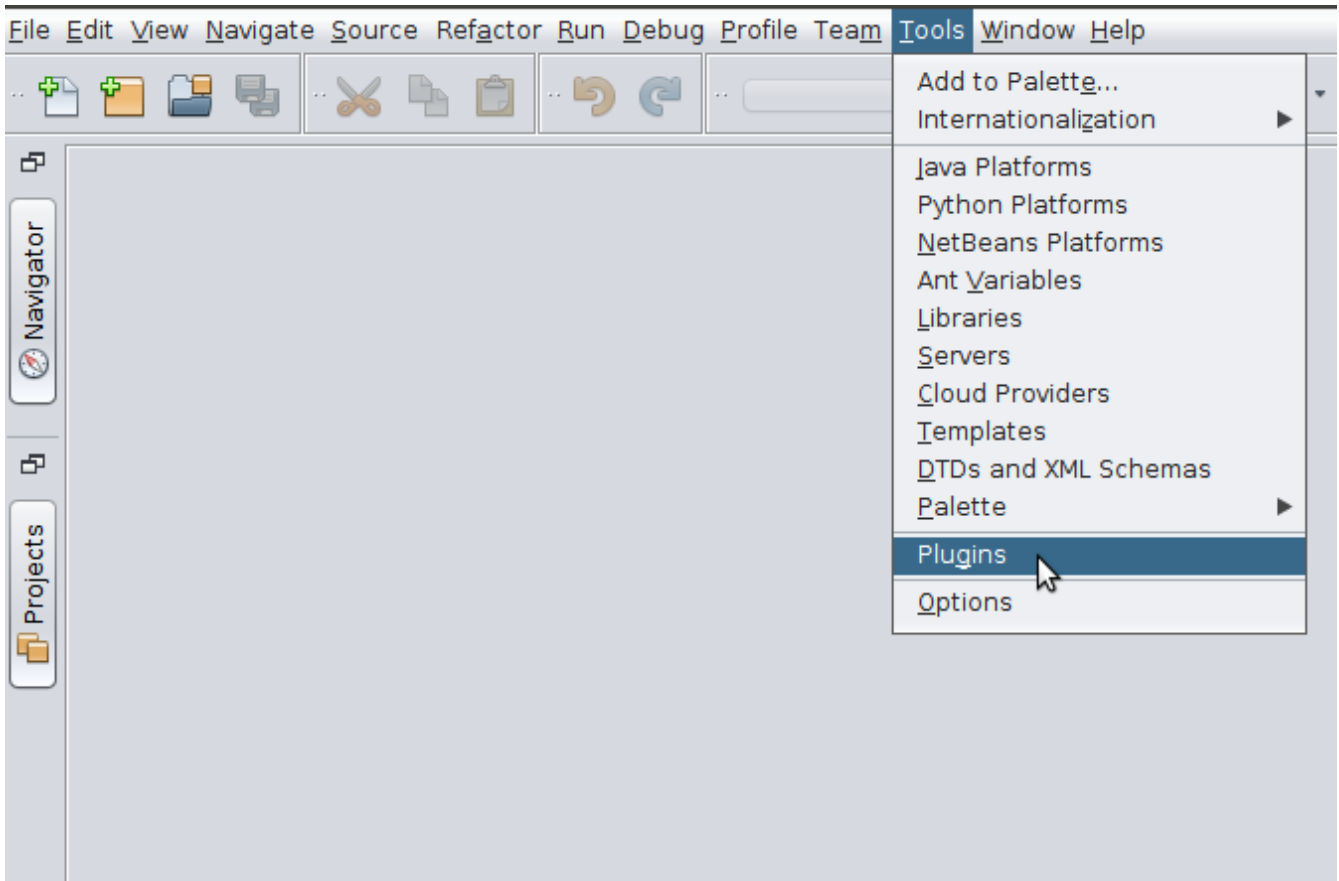 File Edit View Navigate Source Refactor Run Debug Profile Team Tools Window Help
Add to Palette...
Internationalization
Java Platforms
Python Platforms
NetBeans Platforms
Ant Variables
Libraries
Servers
Cloud Providers
Templates
DTDs and XML Schemas
Palette
Plugins
Options
Navigator
Projects